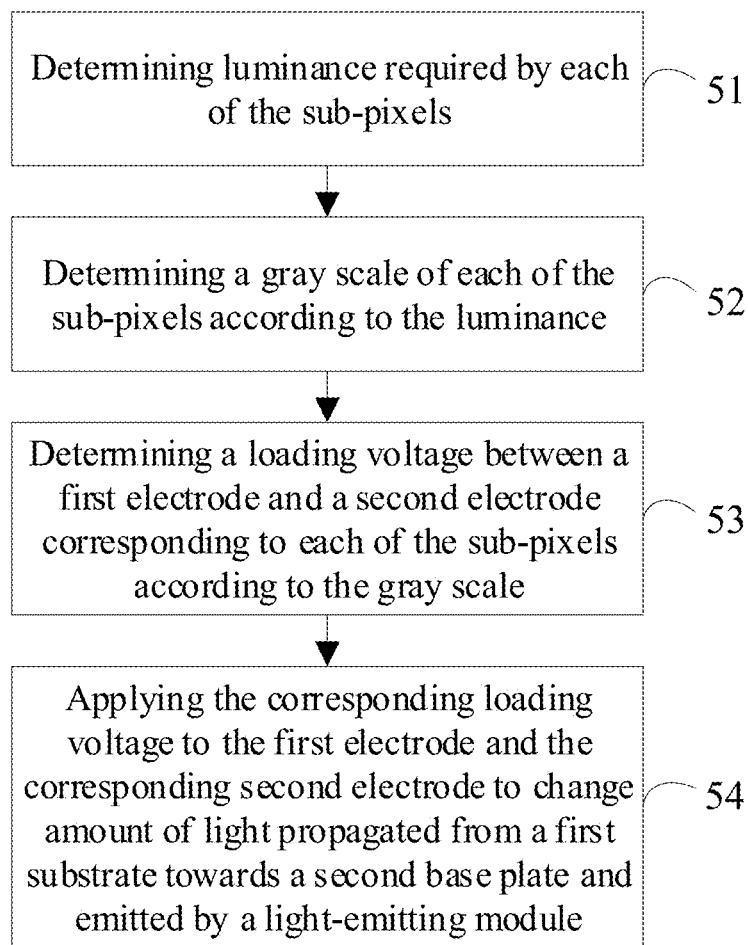 Determining luminance required by each
of the sub-pixels
51
Determining a gray scale of each of the
sub-pixels according to the luminance
52
Determining a loading voltage between a
first electrode and a second electrode
corresponding to each of the sub-pixels
according to the gray scale
53
Applying the corresponding loading
voltage to the first electrode and the
corresponding second electrode to change
amount of light propagated from a first
substrate towards a second base plate and
emitted by a light-emitting module
54